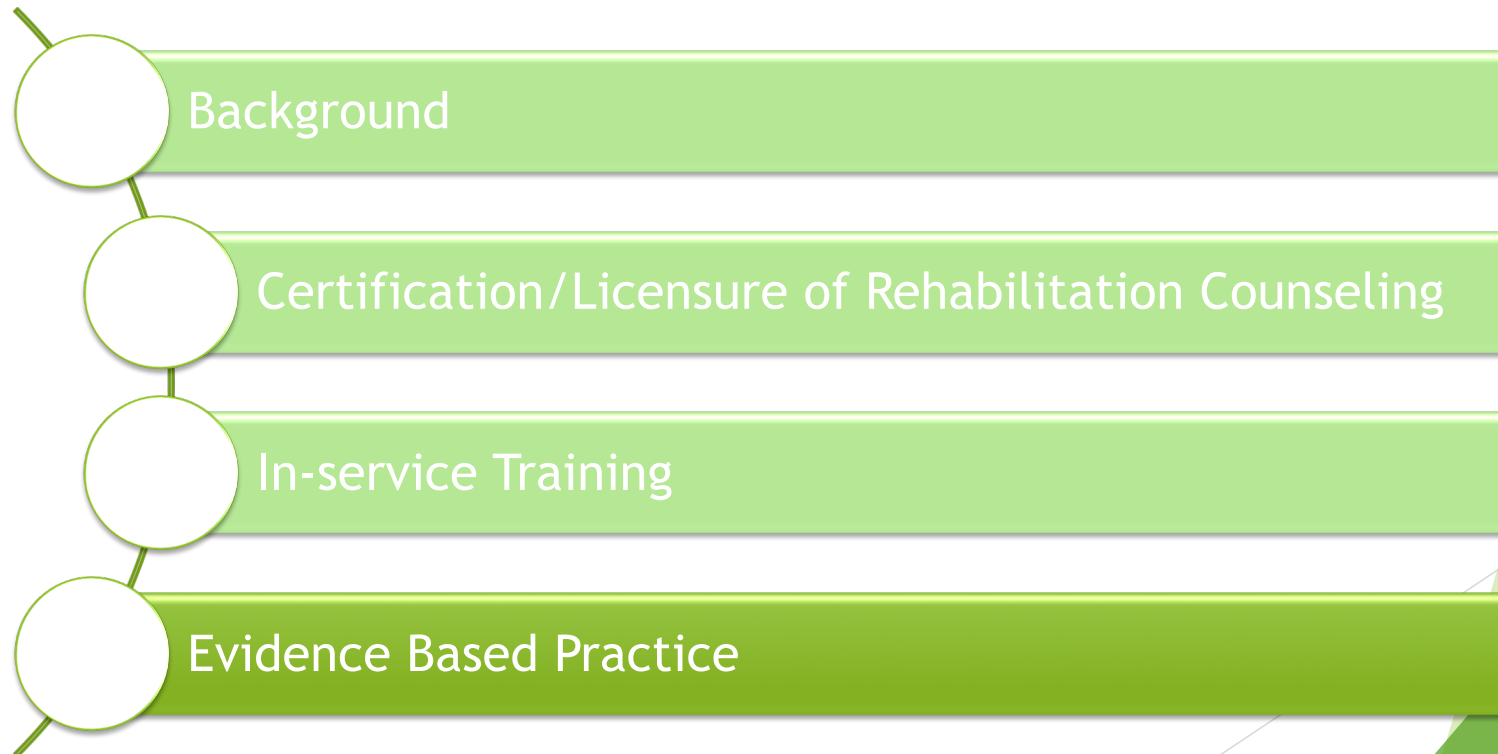 Background
Certification/Licensure of Rehabilitation Counseling
In-service Training
Evidence Based Practice